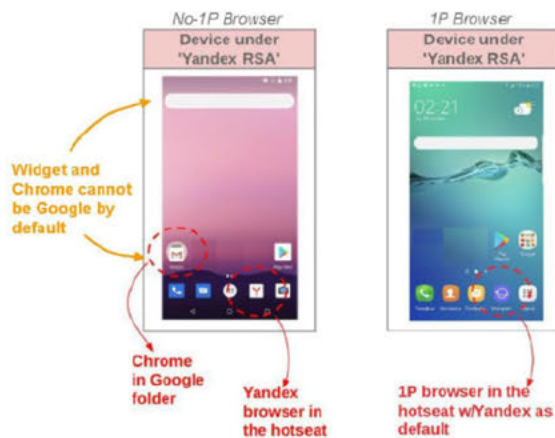 No-1P Browser
1P Browser
Device under
'Yandex RSA'
Device under
'Yandex RSA'
02:21
Widget and
Chrome cannot
be Google by
default
Chrome
in Google
folder
Yandex
browser in
the hotseat
1P browser in the
hotseat w/Yandex as
default